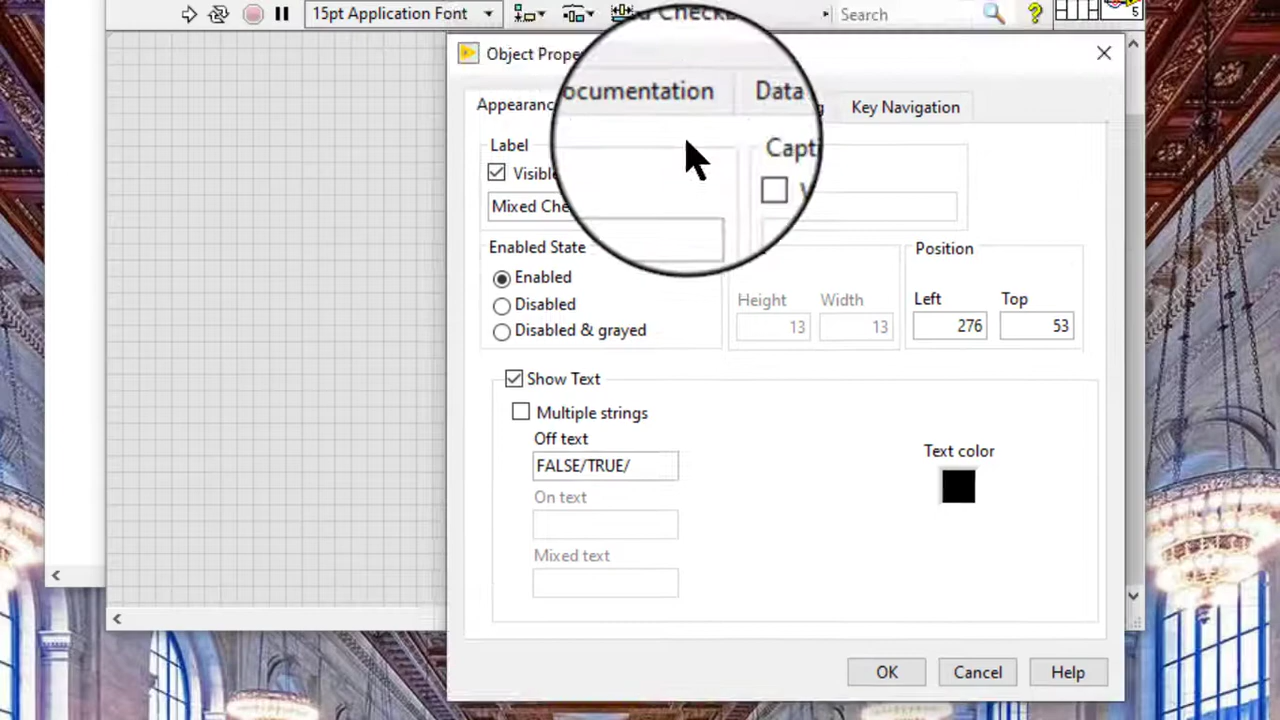 15pt Application Font
Search
5
Object Prope
Appearanc
ocumentation
Data
Key Navigation
Label
Visible
Mixed Che
Capti
Enabled State
Enabled
Disabled
Disabled & grayed
Height
Width
13
13
Position
Left
Top
276
53
Show Text
Multiple strings
Off text
FALSE/TRUE/
On text
Mixed text
Text color
OK
Cancel
Help